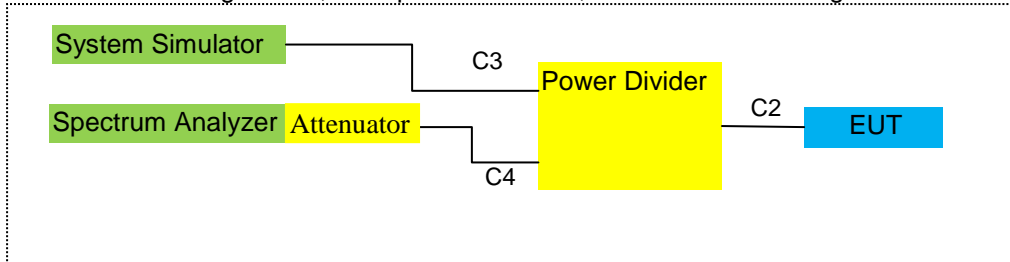 System Simulator
C3
Power Divider
C2
Spectrum Analyzer Attenuator
EUT
C4